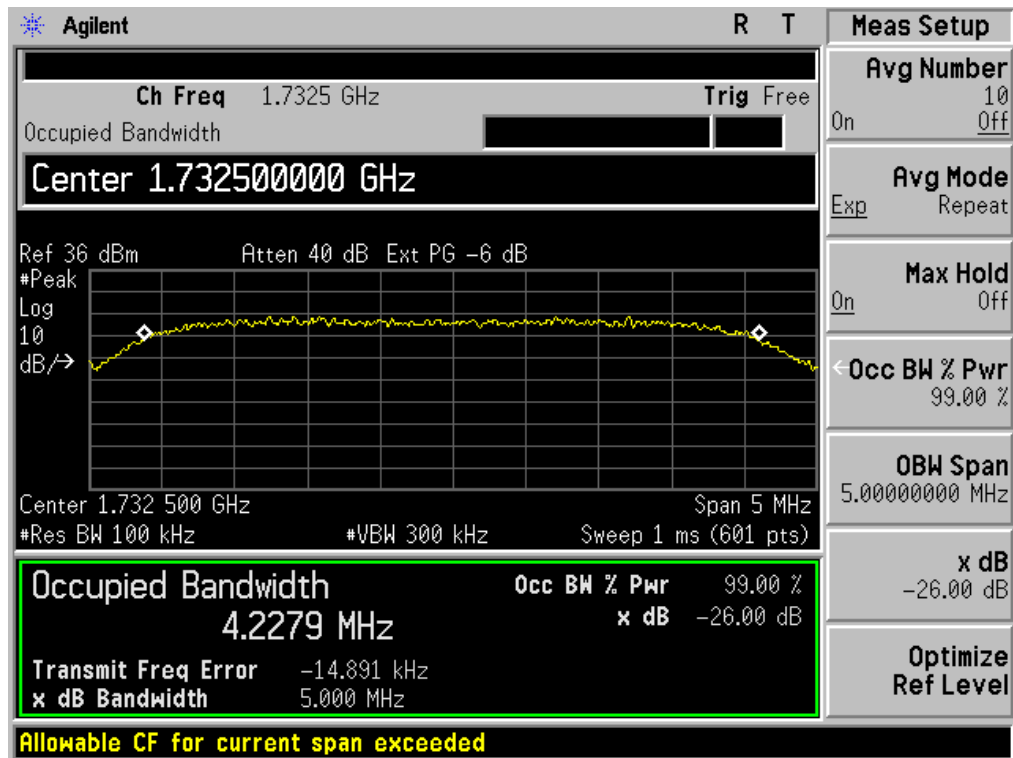 Agilent R T
Ch Freq 1.7325 GHz Trig Free
Occupied Bandwidth
Center 1.732500000 GHz
Ref 36 dBm Atten 40 dB Ext PG -6 dB
#Peak
Log
10
dB/→
Center 1.732 500 GHz Span 5 MHz
#Res BW 100 kHz #VBW 300 kHz Sweep 1 ms (601 pts)
Occupied Bandwidth Occ BW % Pwr 99.00 %
4.2279 MHz x dB -26.00 dB
Transmit Freq Error -14.891 kHz
x dB Bandwidth 5.000 MHz
Allowable CF for current span exceeded
Meas Setup
Avg Number
10
On Off
Avg Mode
Exp Repeat
Max Hold
On Off
Occ BW % Pwr
99.00 %
OBW Span
5.00000000 MHz
x dB
-26.00 dB
Optimize
Ref Level